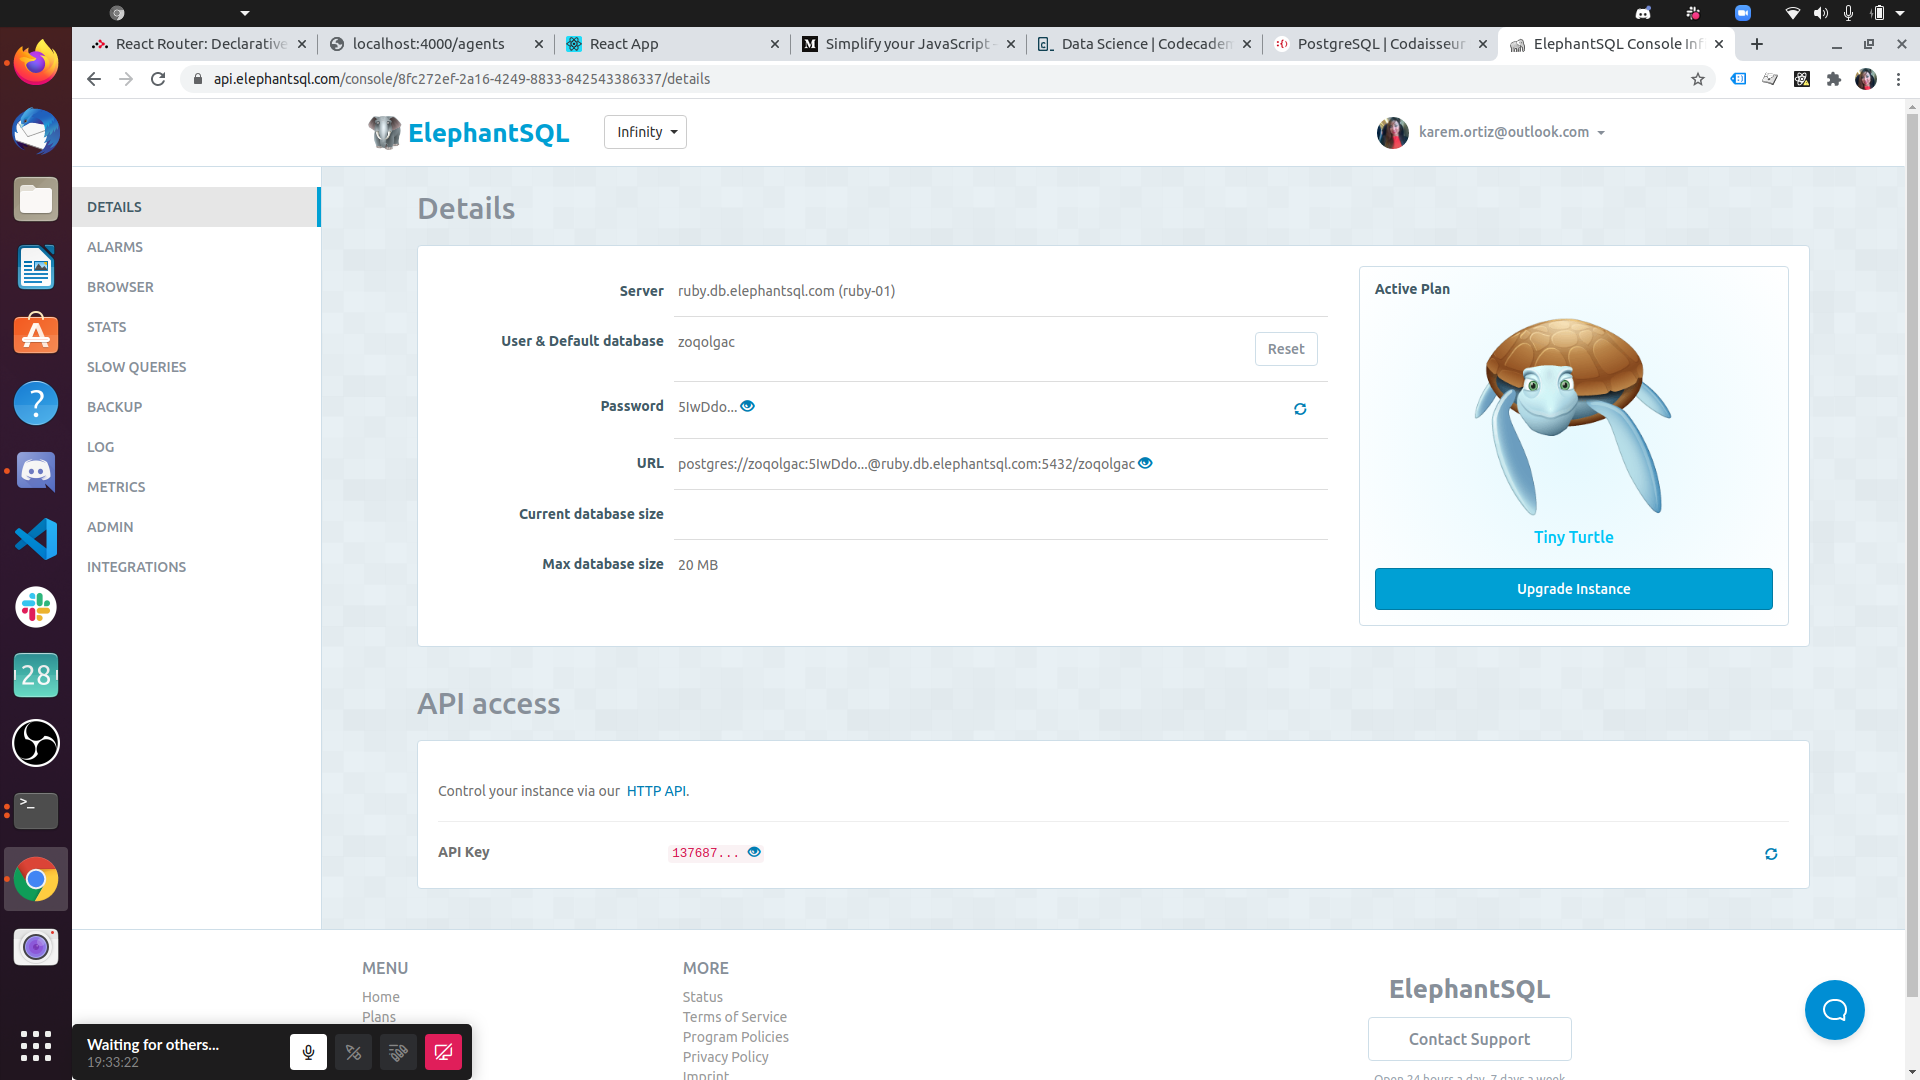 React Router: Declarative
localhost:4000/agents
React App
Simplify your JavaScript -
Data Science | Codecadem
PostgreSQL | Codaisseur
ElephantSQL Console Inf
api.elephantsql.com/console/8fc272ef-2a16-4249-8833-842543386337/details
ElephantSQL
Infinity
karem.ortiz@outlook.com
DETAILS
ALARMS
BROWSER
STATS
SLOW QUERIES
BACKUP
LOG
METRICS
ADMIN
INTEGRATIONS
Details
Server ruby.db.elephantsql.com (ruby-01)
User & Default database zoqolgac Reset
Password 5IwDdo...
URL postgres://zoqolgac:5IwDdo...@ruby.db.elephantsql.com:5432/zoqolgac
Current database size
Max database size 20 MB
Active Plan
Tiny Turtle
Upgrade Instance
API access
Control your instance via our HTTP API.
API Key 137687...
MENU
Home
Plans
MORE
Status
Terms of Service
Program Policies
Privacy Policy
Imprint
ElephantSQL
Contact Support
Open 24 hours a day, 7 days a week
28
Waiting for others...
19:33:22